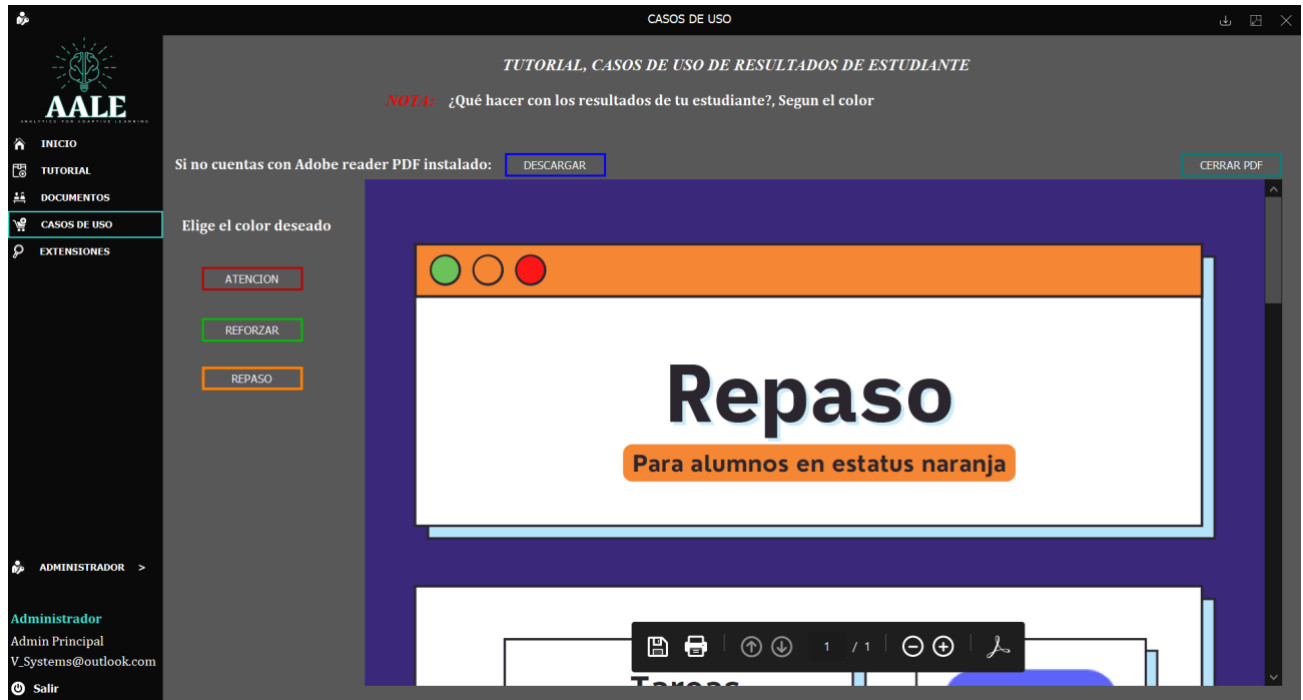 CASOS DE USO
AALE
ANALYTICS FOR ADAPTIVE LEARNING
INICIO
TUTORIAL
DOCUMENTOS
CASOS DE USO
EXTENSIONES
ADMINISTRADOR >
Administrador
Admin Principal
V_Systems@outlook.com
Salir
TUTORIAL, CASOS DE USO DE RESULTADOS DE ESTUDIANTE
NOTA: ¿Qué hacer con los resultados de tu estudiante?, Segun el color
Si no cuentas con Adobe reader PDF instalado: DESCARGAR
CERRAR PDF
Elige el color deseado
ATENCION
REFORZAR
REPASO
Repaso
Para alumnos en estatus naranja
1 / 1
Tareas